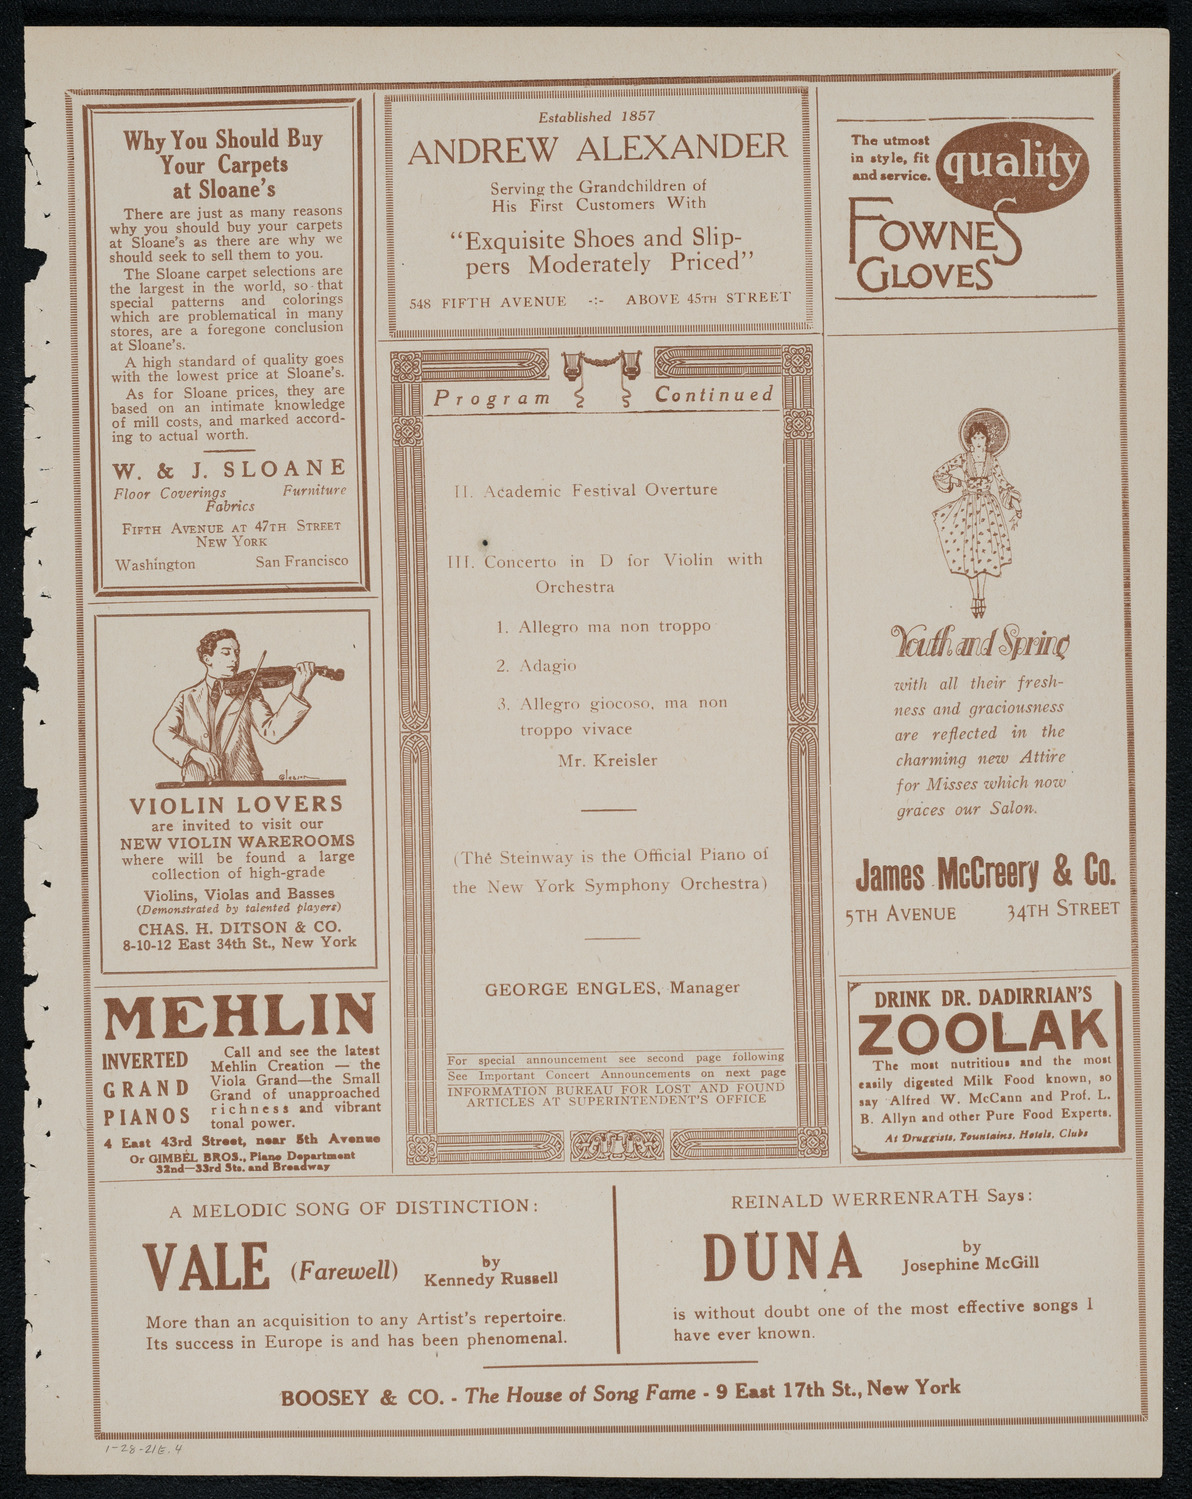 Why You Should Buy
Your Carpets
at Sloane's
There are just as many reasons
why you should buy your carpets
at Sloane's as there are why we
should seek to sell them to you.
The Sloane carpet selections are
the largest in the world, so that
special patterns and colorings
which are problematical in many
stores, are a foregone conclusion
at Sloane's.
A high standard of quality goes
with the lowest price at Sloane's.
As for Sloane prices, they are
based on an intimate knowledge
of mill costs, and marked accord-
ing to actual worth.
W. & J. SLOANE
Floor Coverings Furniture
Fabrics
FIFTH AVENUE AT 47TH STREET
NEW YORK
Washington San Francisco
Gleason
VIOLIN LOVERS
are invited to visit our
NEW VIOLIN WAREROOMS
where will be found a large
collection of high-grade
Violins, Violas and Basses
(Demonstrated by talented players)
CHAS. H. DITSON & CO.
8-10-12 East 34th St., New York
MEHLIN
INVERTED
GRAND
PIANOS
Call and see the latest
Mehlin Creation — the
Viola Grand—the Small
Grand of unapproached
richness and vibrant
tonal power.
4 East 43rd Street, near 5th Avenue
Or GIMBEL BROS., Piano Department
32nd—33rd Sts. and Broadway
Established 1857
ANDREW ALEXANDER
Serving the Grandchildren of
His First Customers With
"Exquisite Shoes and Slip-
pers Moderately Priced"
548 FIFTH AVENUE -:- ABOVE 45TH STREET
Program Continued
II. Academic Festival Overture
III. Concerto in D for Violin with
Orchestra
1. Allegro ma non troppo
2. Adagio
3. Allegro giocoso, ma non
troppo vivace
Mr. Kreisler
(The Steinway is the Official Piano of
the New York Symphony Orchestra)
GEORGE ENGLES, Manager
For special announcement see second page following
See Important Concert Announcements on next page
INFORMATION BUREAU FOR LOST AND FOUND
ARTICLES AT SUPERINTENDENT'S OFFICE
The utmost
in style, fit
and service.
quality
FOWNES
GLOVES
Youth and Spring
with all their fresh-
ness and graciousness
are reflected in the
charming new Attire
for Misses which now
graces our Salon.
James McCreery & Co.
5TH AVENUE 34TH STREET
DRINK DR. DADIRRIAN'S
ZOOLAK
The most nutritious and the most
easily digested Milk Food known, so
say Alfred W. McCann and Prof. L.
B. Allyn and other Pure Food Experts.
At Druggists, Fountains, Hotels, Clubs
A MELODIC SONG OF DISTINCTION:
VALE (Farewell) by
Kennedy Russell
More than an acquisition to any Artist's repertoire.
Its success in Europe is and has been phenomenal.
REINALD WERRENRATH Says:
DUNA by
Josephine McGill
is without doubt one of the most effective songs I
have ever known.
BOOSEY & CO. - The House of Song Fame - 9 East 17th St., New York
1-28-21E.4